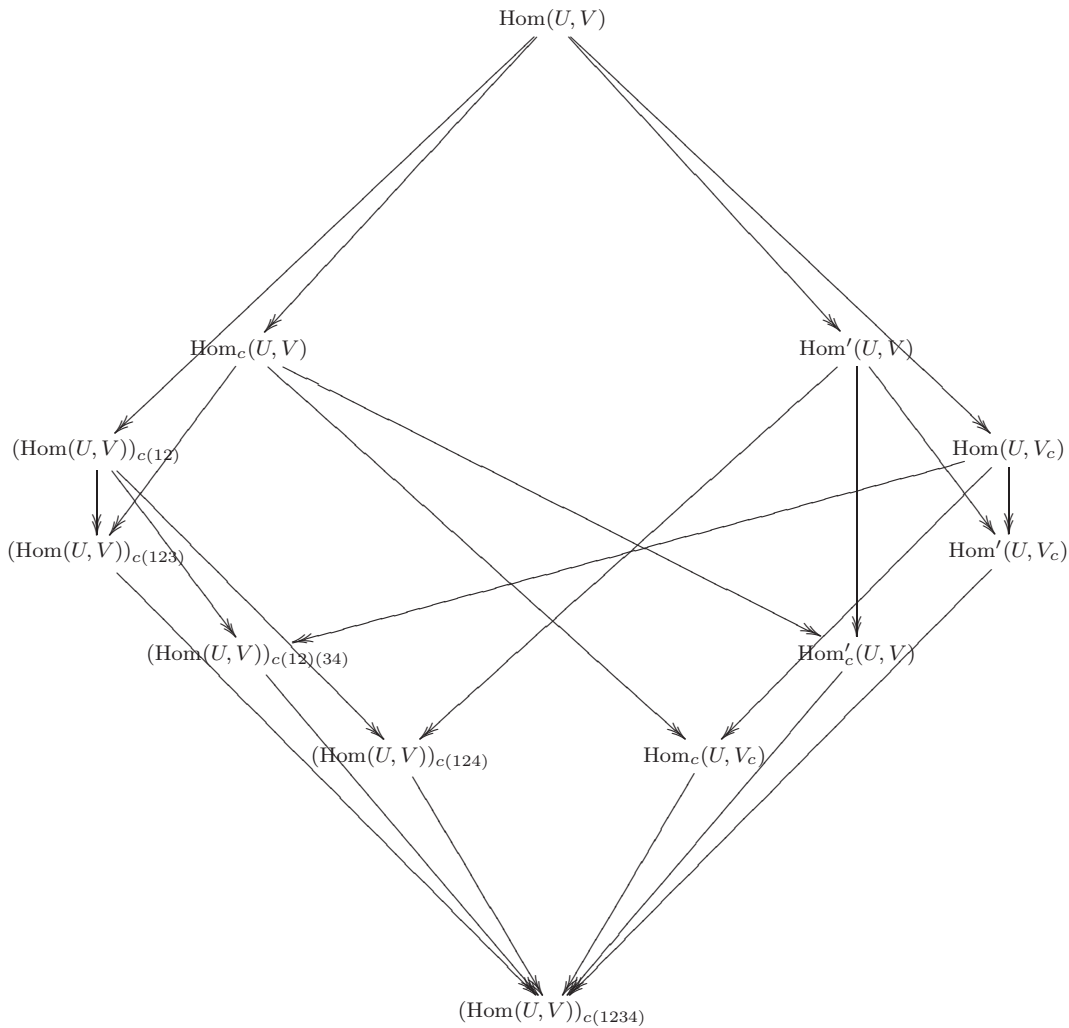 Hom(U, V)
Hom_c(U, V)
Hom′(U, V)
(Hom(U, V))_{c(12)}
Hom(U, V_c)
(Hom(U, V))_{c(123)}
Hom′(U, V_c)
(Hom(U, V))_{c(12)(34)}
Hom′_c(U, V)
(Hom(U, V))_{c(124)}
Hom_c(U, V_c)
(Hom(U, V))_{c(1234)}